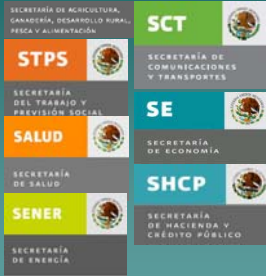 SECRETARÍA DE AGRICULTURA,
GANADERÍA, DESARROLLO RURAL,
PESCA Y ALIMENTACIÓN
STPS
SECRETARÍA
DEL TRABAJO Y
PREVISIÓN SOCIAL
SALUD
SECRETARÍA
DE SALUD
SENER
SECRETARÍA
DE ENERGÍA
SCT
SECRETARÍA DE
COMUNICACIONES
Y TRANSPORTES
SE
SECRETARÍA
DE ECONOMÍA
SHCP
SECRETARÍA
DE HACIENDA Y
CRÉDITO PÚBLICO